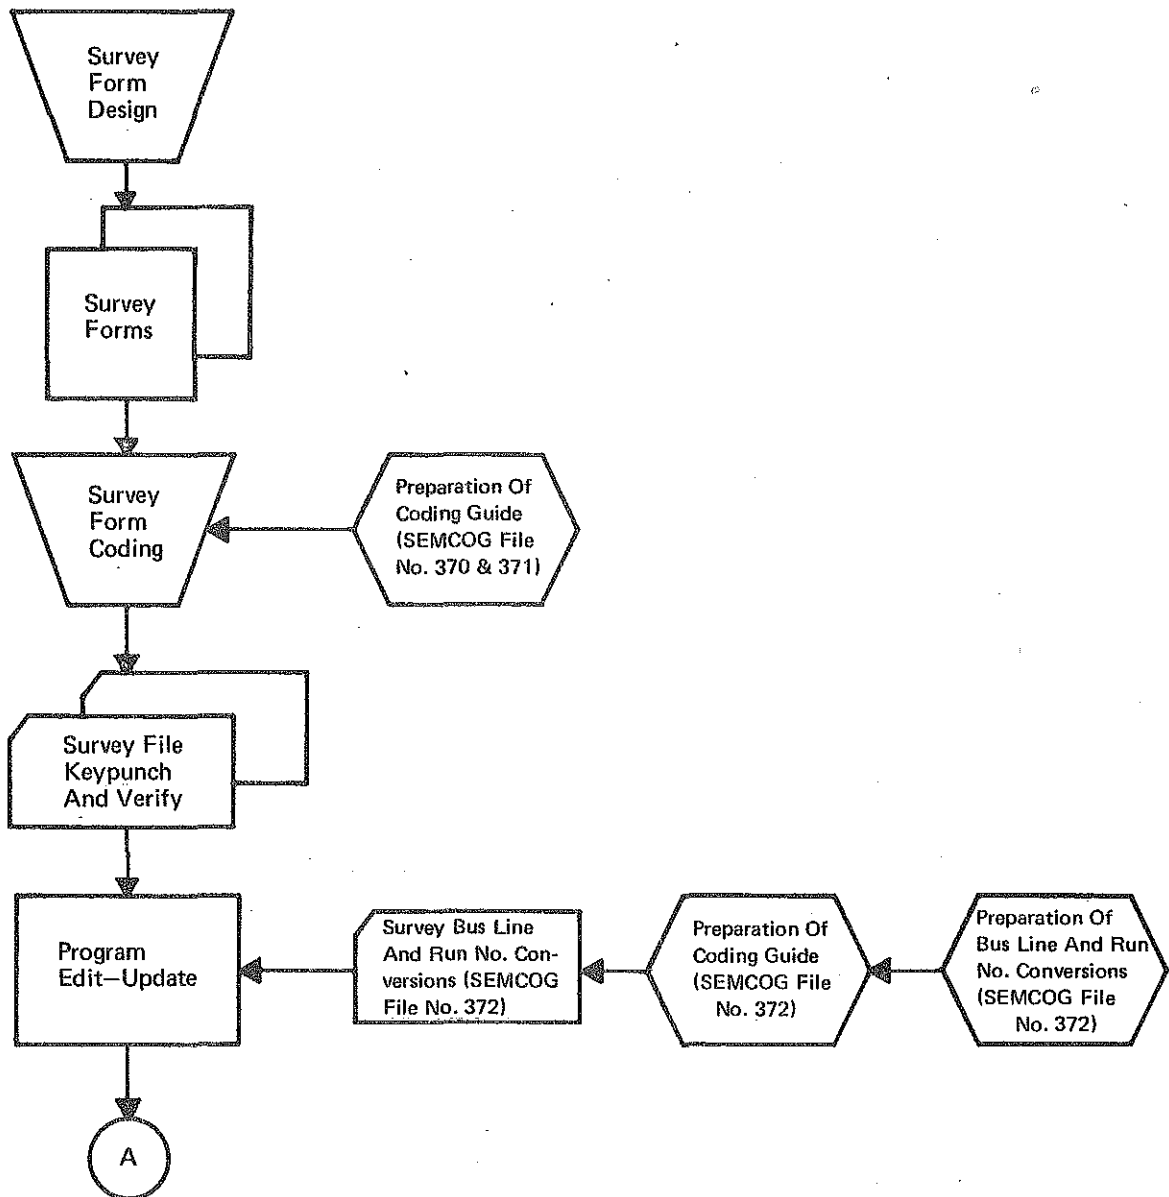 Survey
Form
Design
Survey
Forms
Survey
Form
Coding
Preparation Of
Coding Guide
(SEMCOG File
No. 370 & 371)
Survey File
Keypunch
And Verify
Program
Edit–Update
Survey Bus Line
And Run No. Con-
versions (SEMCOG
File No. 372)
Preparation Of
Coding Guide
(SEMCOG File
No. 372)
Preparation Of
Bus Line And Run
No. Conversions
(SEMCOG File
No. 372)
A